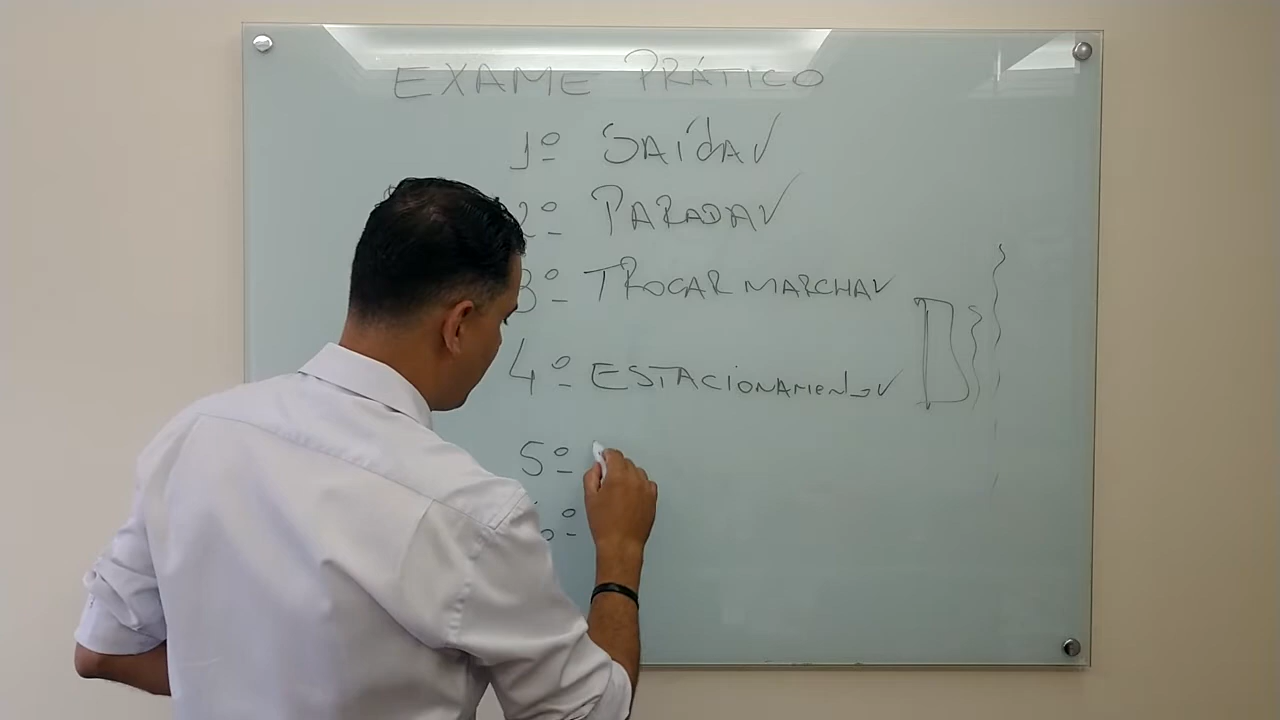 EXAME PRÁTICO
1º SAÍDA
2º PARADA
3º TROCAR MARCHA
4º ESTACIONAMENTO
5º
6º